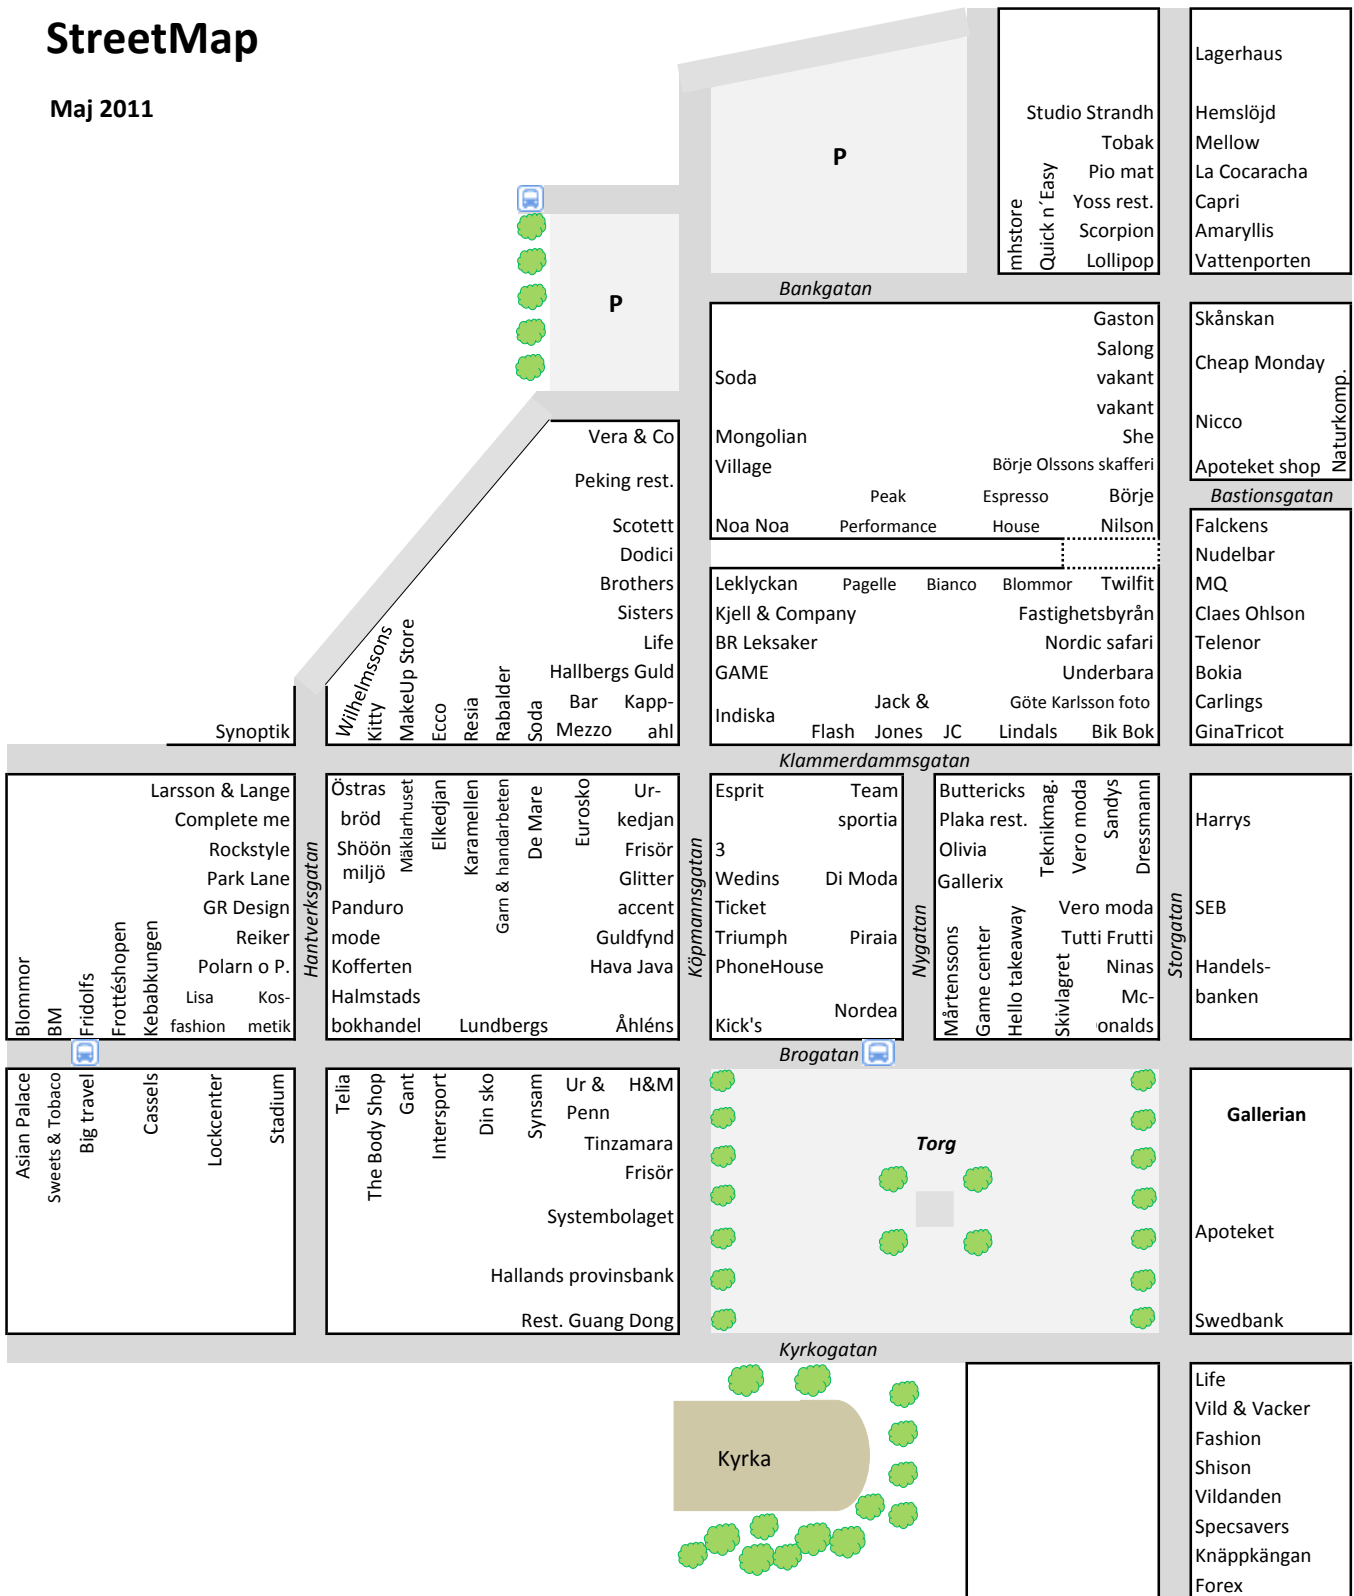 StreetMap
Maj 2011
P
P
Studio Strandh
Tobak
Pio mat
Yoss rest.
Scorpion
Lollipop
mhstore
Quick n´Easy
Lagerhaus
Hemslöjd
Mellow
La Cocaracha
Capri
Amaryllis
Vattenporten
Bankgatan
Gaston
Salong
vakant
vakant
She
Börje Olssons skafferi
Börje
Nilson
Soda
Mongolian
Village
Noa Noa
Peak
Performance
Espresso
House
Skånskan
Cheap Monday
Nicco
Apoteket shop
Naturkomp.
Bastionsgatan
Vera & Co
Peking rest.
Scotett
Dodici
Brothers
Sisters
Life
Hallbergs Guld
Bar
Mezzo
Kapp-
ahl
Wilhelmssons
Kitty
MakeUp Store
Ecco
Resia
Rabalder
Soda
Synoptik
Leklyckan
Pagelle
Bianco
Blommor
Twilfit
Kjell & Company
Fastighetsbyrån
BR Leksaker
Nordic safari
GAME
Underbara
Indiska
Göte Karlsson foto
Flash
Jack &
Jones
JC
Lindals
Bik Bok
Falckens
Nudelbar
MQ
Claes Ohlson
Telenor
Bokia
Carlings
GinaTricot
Klammerdammsgatan
Larsson & Lange
Complete me
Rockstyle
Park Lane
GR Design
Reiker
Polarn o P.
Lisa
fashion
Kos-
metik
Blommor
BM
Fridolfs
Frottéshopen
Kebabkungen
Hantverksgatan
Östras
bröd
Shöön
miljö
Panduro
mode
Kofferten
Halmstads
bokhandel
Mäklarhuset
Elkedjan
Karamellen
Garn & handarbeten
De Mare
Eurosko
Ur-
kedjan
Frisör
Glitter
accent
Guldfynd
Hava Java
Lundbergs
Åhléns
Köpmannsgatan
Esprit
3
Wedins
Ticket
Triumph
PhoneHouse
Kick's
Team
sportia
Di Moda
Piraia
Nordea
Nygatan
Buttericks
Plaka rest.
Olivia
Gallerix
Teknikmag.
Vero moda
Sandys
Dressmann
Vero moda
Tutti Frutti
Ninas
Mc-
onalds
Mårtenssons
Game center
Hello takeaway
Skivlagret
Storgatan
Harrys
SEB
Handels-
banken
Brogatan
Asian Palace
Sweets & Tobaco
Big travel
Cassels
Lockcenter
Stadium
Telia
The Body Shop
Gant
Intersport
Din sko
Synsam
Ur &
Penn
H&M
Tinzamara
Frisör
Systembolaget
Hallands provinsbank
Rest. Guang Dong
Torg
Gallerian
Apoteket
Swedbank
Kyrkogatan
Kyrka
Life
Vild & Vacker
Fashion
Shison
Vildanden
Specsavers
Knäppkängan
Forex